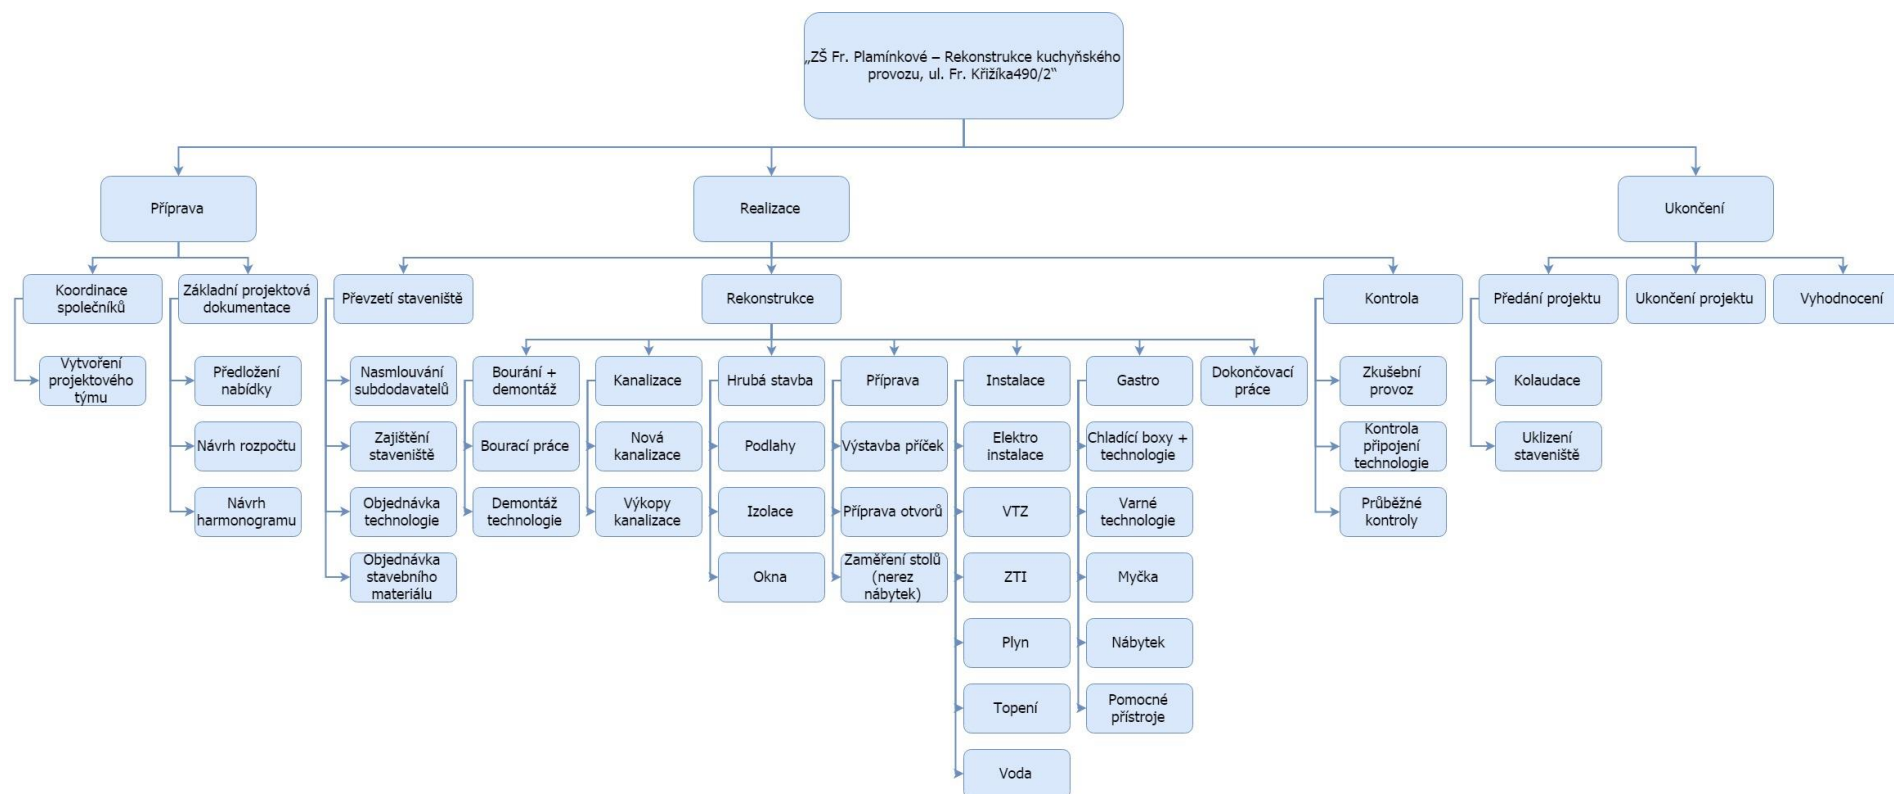 „ZŠ Fr. Plamínkové – Rekonstrukce kuchyňského
provozu, ul. Fr. Křižíka490/2“
Příprava
Realizace
Ukončení
Koordinace
společníků
Základní projektová
dokumentace
Převzetí staveniště
Rekonstrukce
Kontrola
Předání projektu
Ukončení projektu
Vyhodnocení
Vytvoření
projektového
týmu
Předložení
nabídky
Nasmlouvání
subdodavatelů
Bourání +
demontáž
Kanalizace
Hrubá stavba
Příprava
Instalace
Gastro
Dokončovací
práce
Zkušební
provoz
Kolaudace
Návrh rozpočtu
Zajištění
staveniště
Bourací práce
Nová
kanalizace
Podlahy
Výstavba příček
Elektro
instalace
Chladící boxy +
technologie
Kontrola
připojení
technologie
Uklizení
staveniště
Návrh
harmonogramu
Objednávka
technologie
Demontáž
technologie
Výkopy
kanalizace
Izolace
Příprava otvorů
VTZ
Varné
technologie
Průběžné
kontroly
Objednávka
stavebního
materiálu
Okna
Zaměření stolů
(nerez
nábytek)
ZTI
Myčka
Plyn
Nábytek
Topení
Pomocné
přístroje
Voda